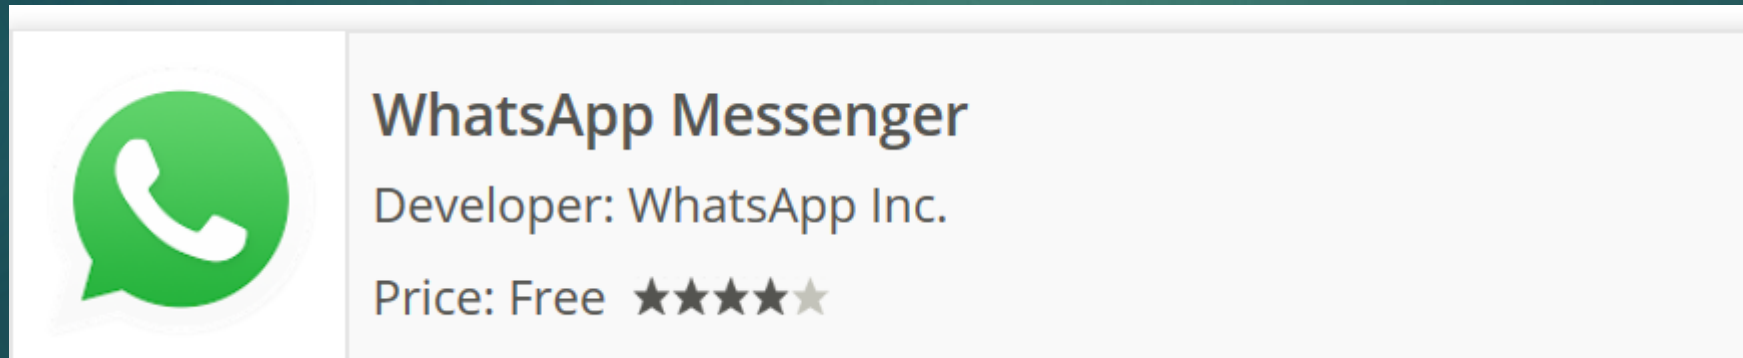 WhatsApp Messenger
Developer: WhatsApp Inc.
Price: Free ★★★★★